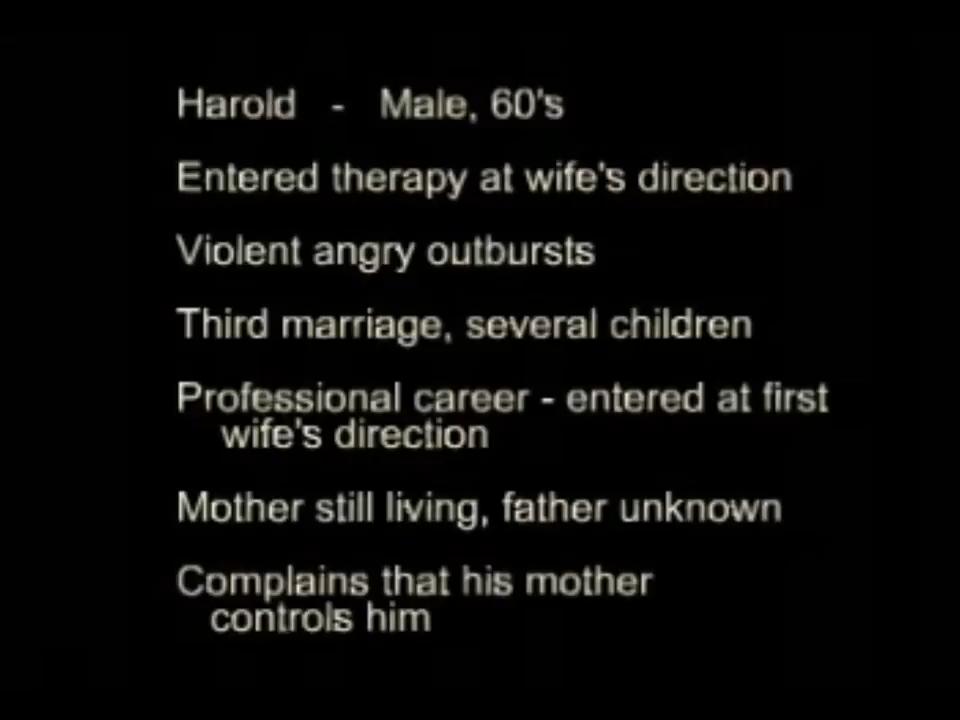 Harold - Male, 60's
Entered therapy at wife's direction
Violent angry outbursts
Third marriage, several children
Professional career - entered at first
wife's direction
Mother still living, father unknown
Complains that his mother
controls him